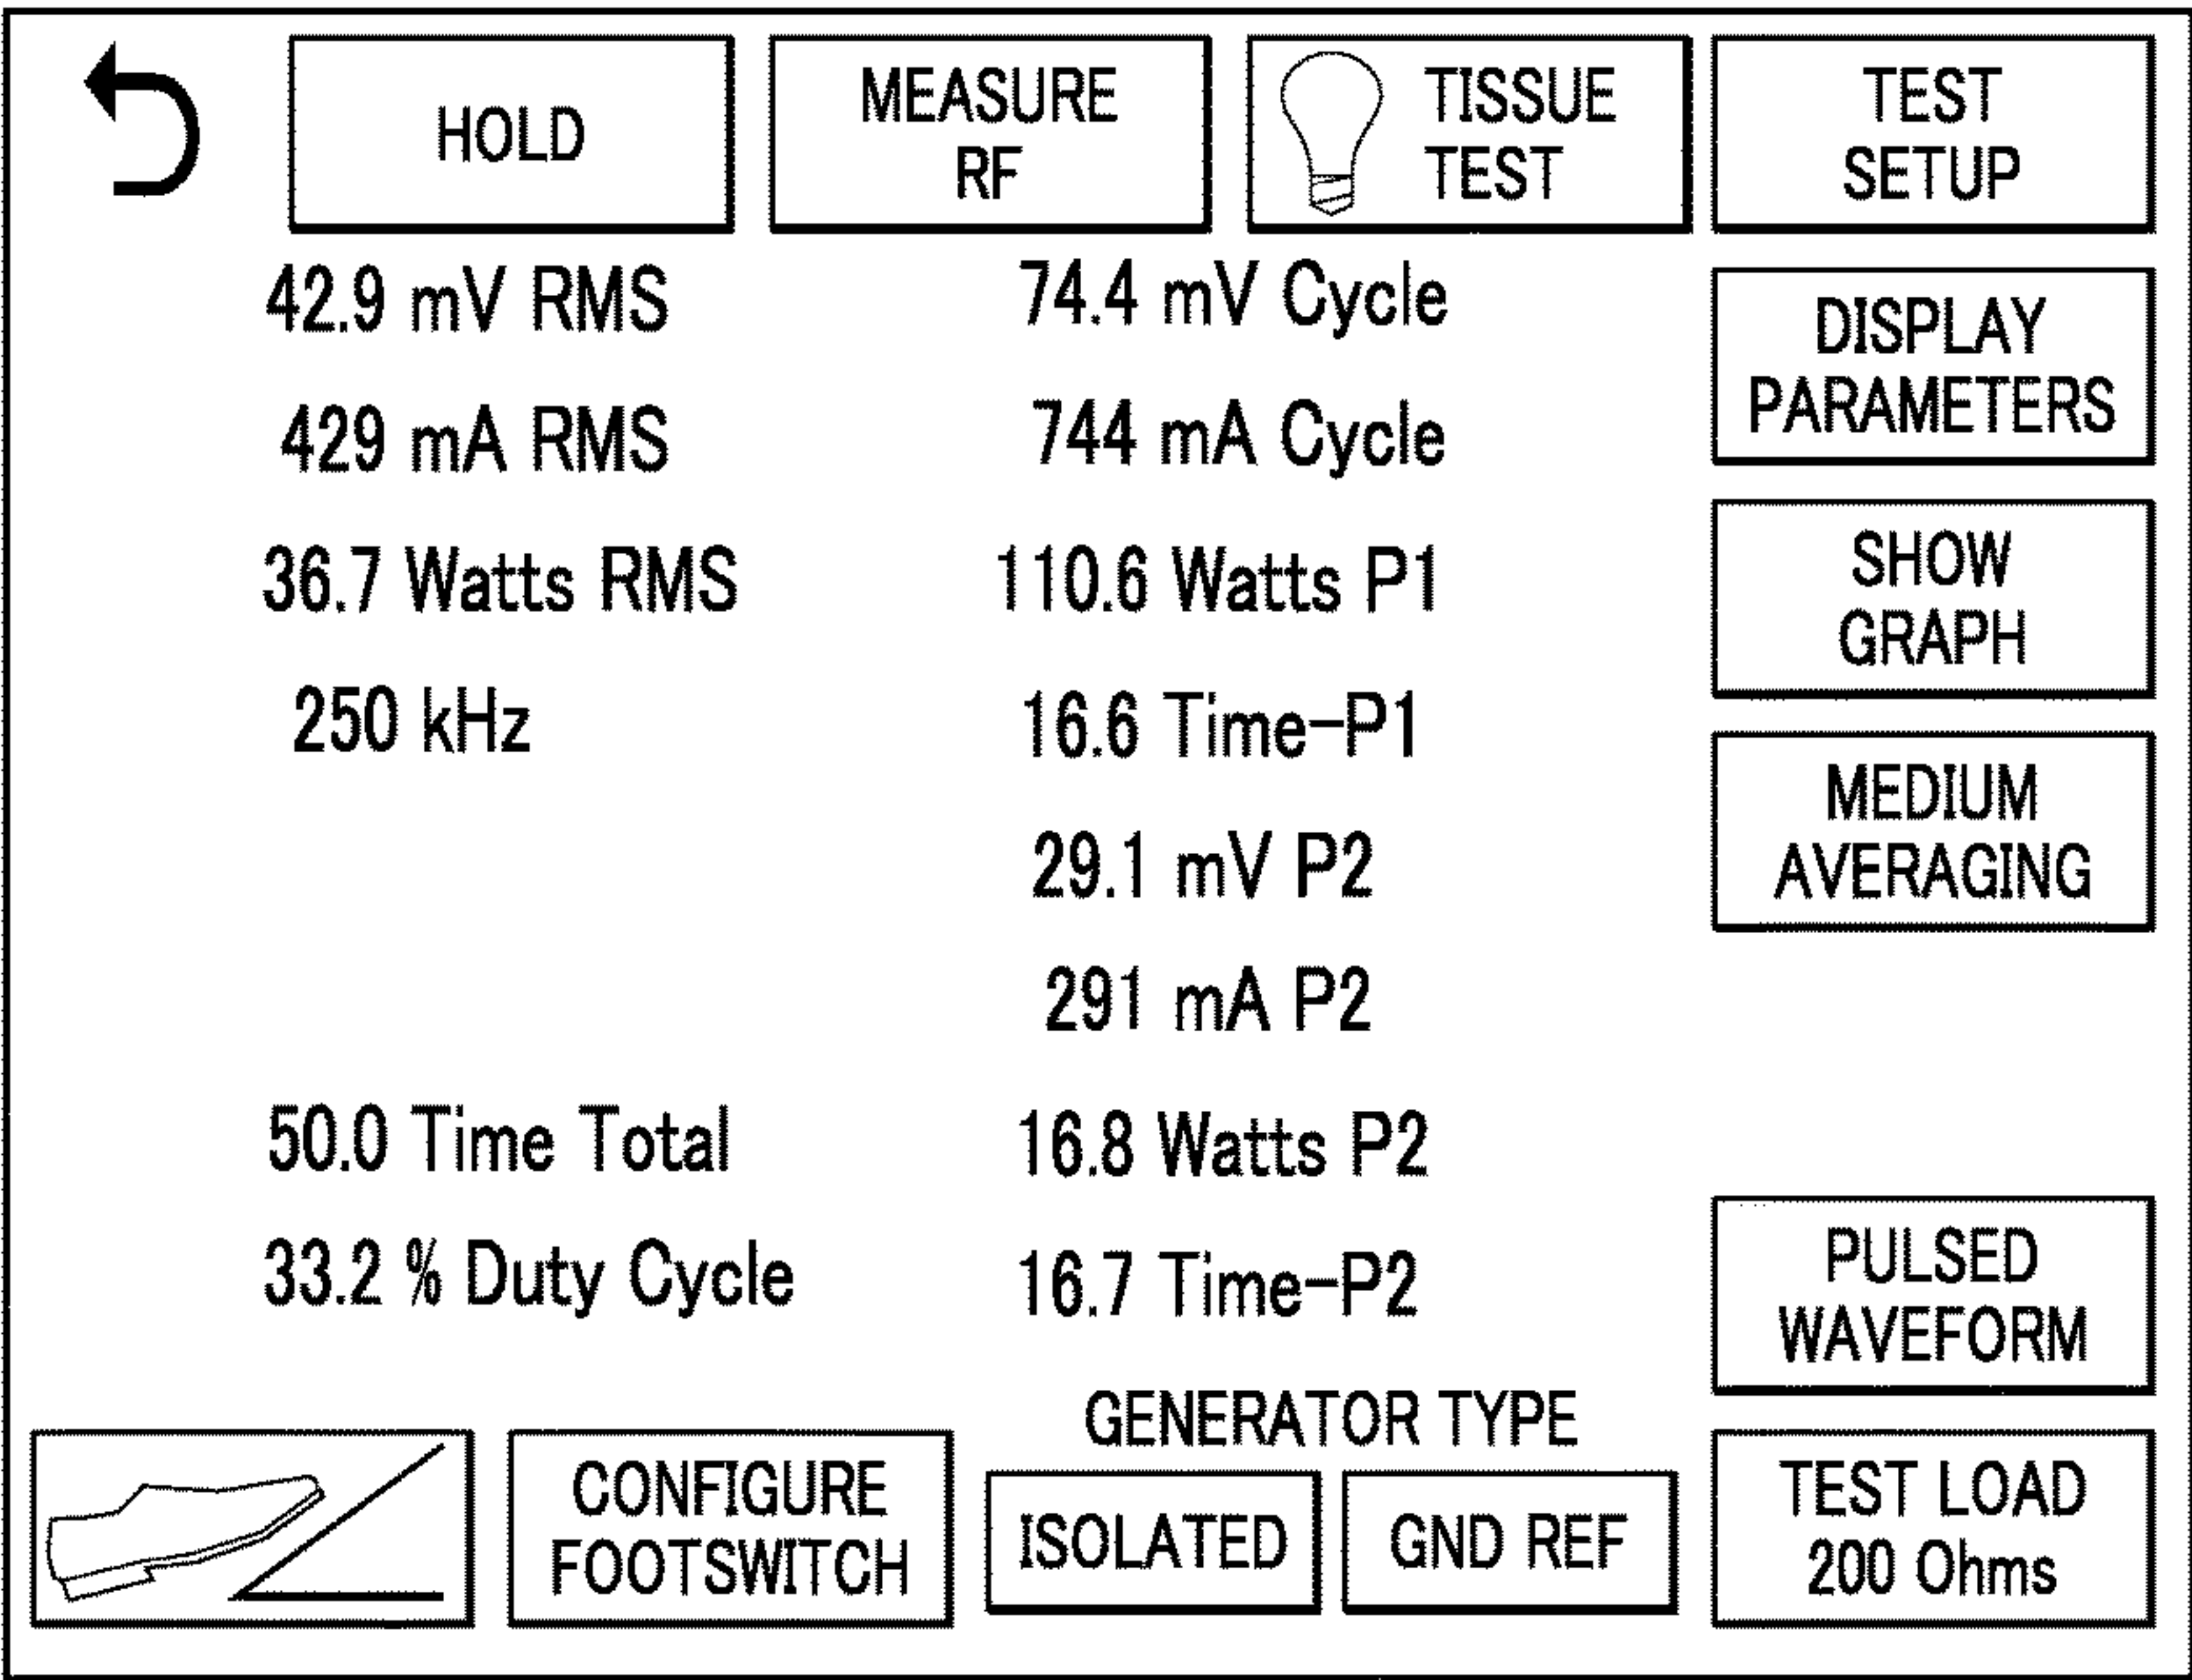 HOLD
MEASURE
RF
TISSUE
TEST
TEST
SETUP
42.9 mV RMS
74.4 mV Cycle
DISPLAY
PARAMETERS
429 mA RMS
744 mA Cycle
36.7 Watts RMS
110.6 Watts P1
SHOW
GRAPH
250 kHz
16.6 Time-P1
MEDIUM
AVERAGING
29.1 mV P2
291 mA P2
50.0 Time Total
16.8 Watts P2
33.2 % Duty Cycle
16.7 Time-P2
PULSED
WAVEFORM
GENERATOR TYPE
CONFIGURE
FOOTSWITCH
ISOLATED
GND REF
TEST LOAD
200 Ohms